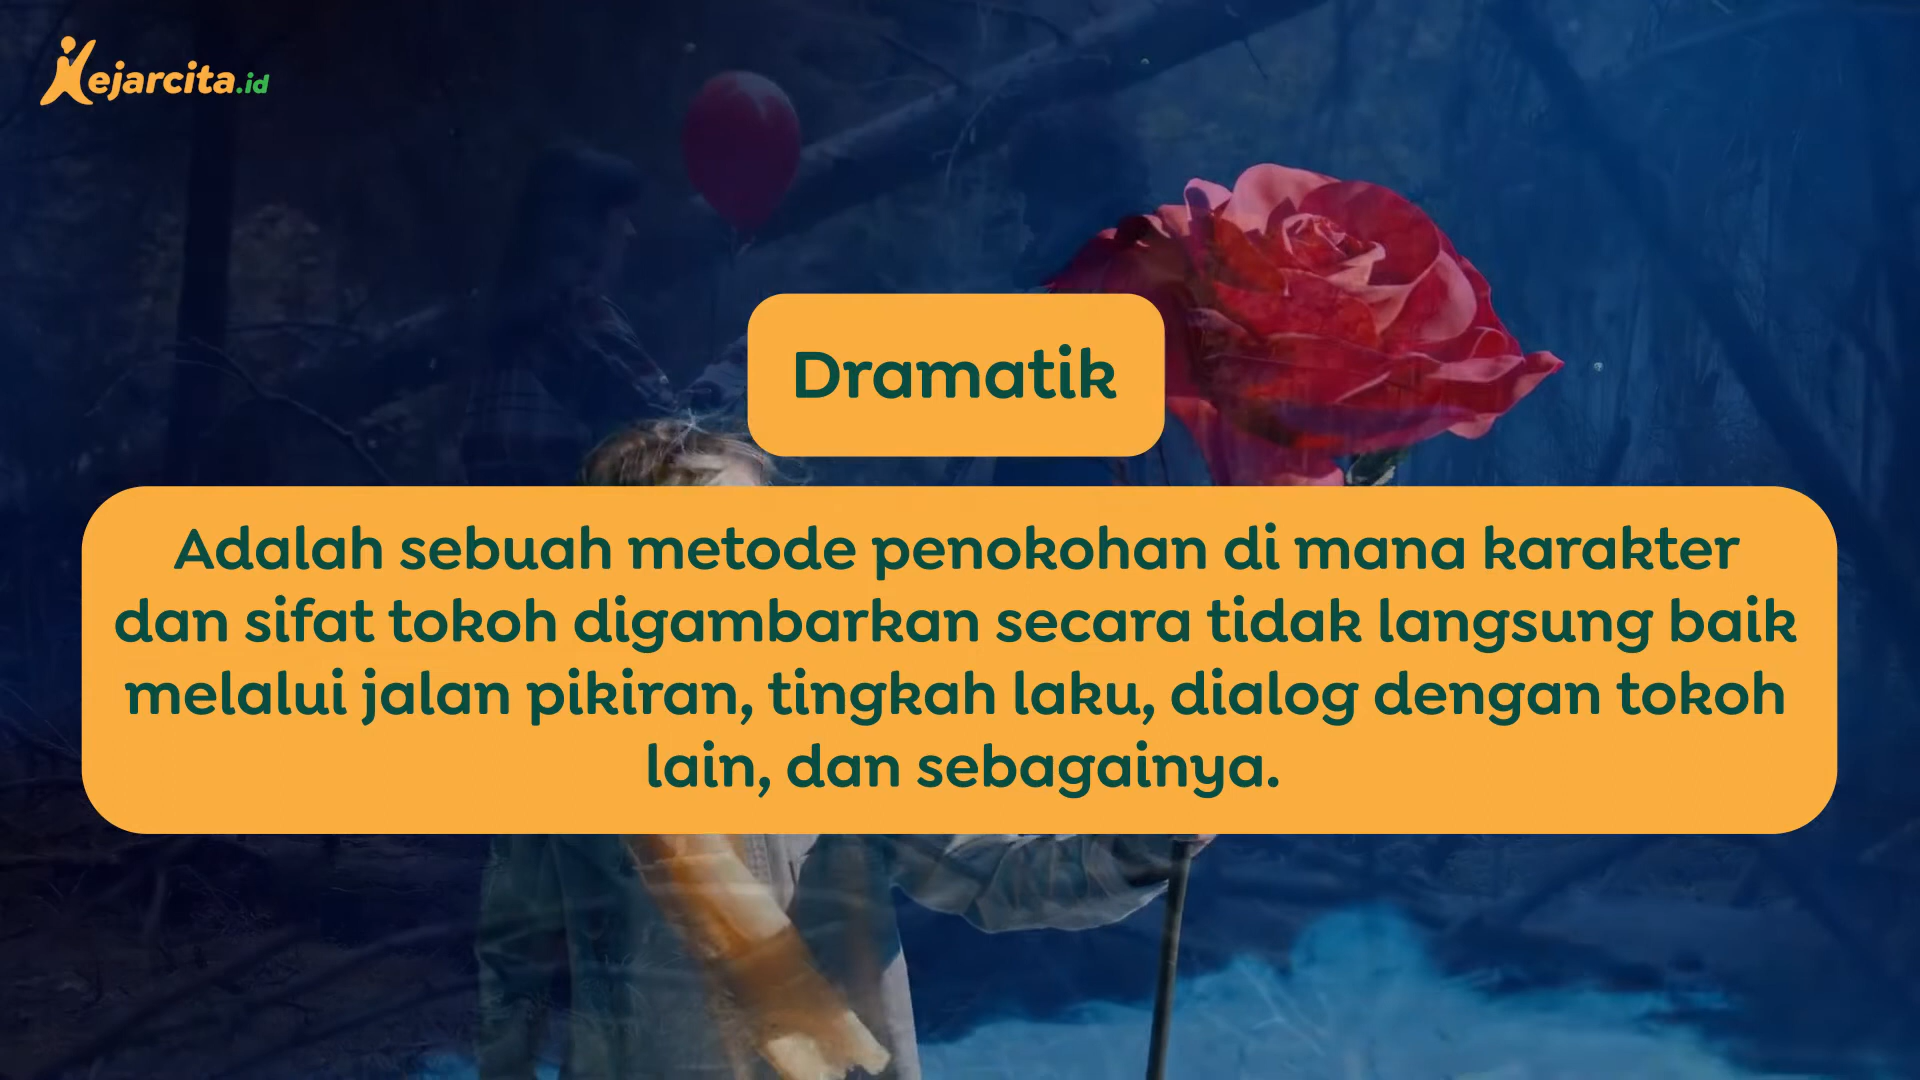 Kejarcita.id
Dramatik
Adalah sebuah metode penokohan di mana karakter
dan sifat tokoh digambarkan secara tidak langsung baik
melalui jalan pikiran, tingkah laku, dialog dengan tokoh
lain, dan sebagainya.